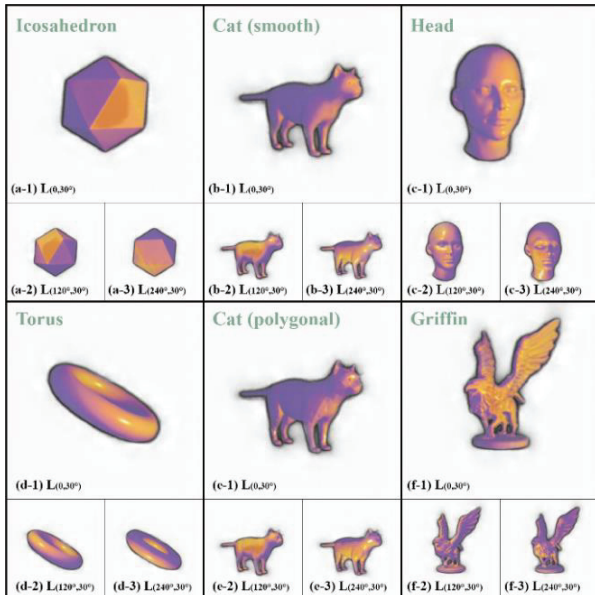 Icosahedron
Cat (smooth)
Head
(a-1) L(0,30°)
(b-1) L(0,30°)
(c-1) L(0,30°)
(a-2) L(120°,30°)
(a-3) L(240°,30°)
(b-2) L(120°,30°)
(b-3) L(240°,30°)
(c-2) L(120°,30°)
(c-3) L(240°,30°)
Torus
Cat (polygonal)
Griffin
(d-1) L(0,30°)
(e-1) L(0,30°)
(f-1) L(0,30°)
(d-2) L(120°,30°)
(d-3) L(240°,30°)
(e-2) L(120°,30°)
(e-3) L(240°,30°)
(f-2) L(120°,30°)
(f-3) L(240°,30°)